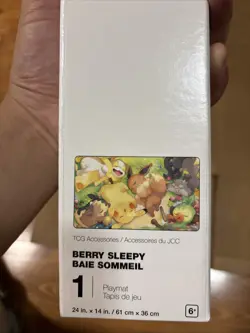 TCG Accessories / Accessoires du JCC
BERRY SLEEPY
BAIE SOMMEIL
1 Playmat
Tapis de jeu
24 in. x 14 in. / 61 cm x 36 cm
6+